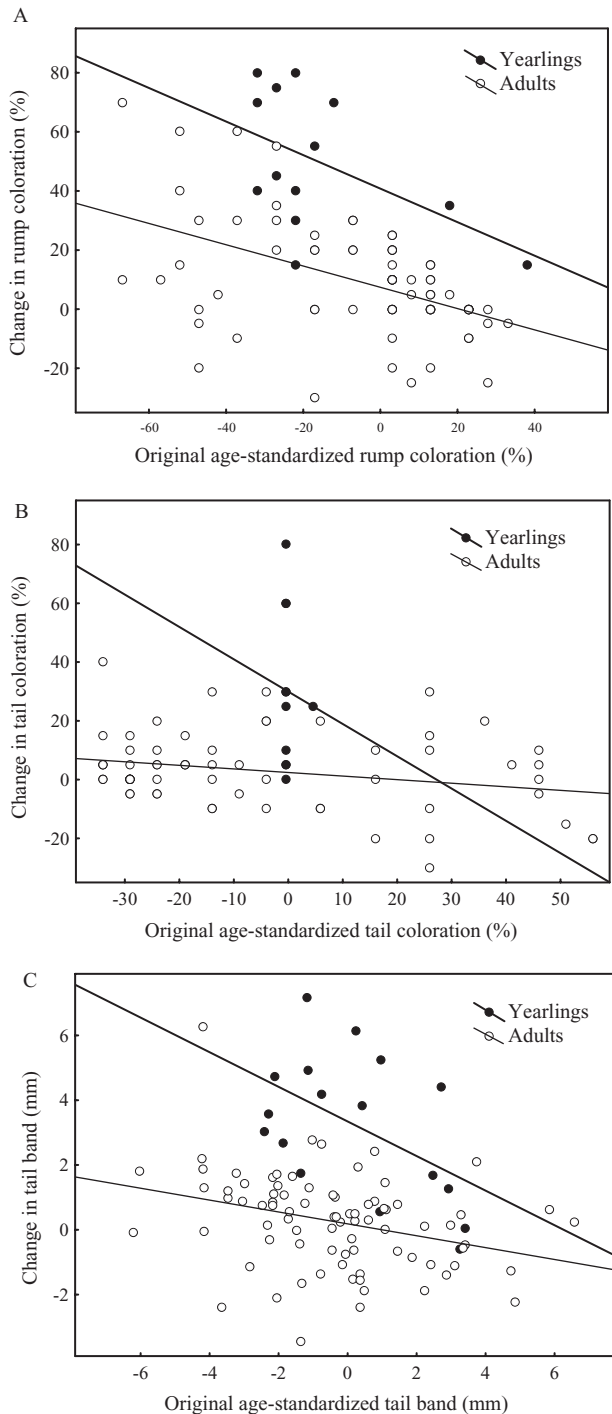 A
Yearlings
Adults
80
60
40
20
0
-20
Change in rump coloration (%)
-60 -40 -20 0 20 40
Original age-standardized rump coloration (%)
B
Yearlings
Adults
80
60
40
20
0
-20
Change in tail coloration (%)
-30 -20 -10 0 10 20 30 40 50
Original age-standardized tail coloration (%)
C
Yearlings
Adults
6
4
2
0
-2
Change in tail band (mm)
-6 -4 -2 0 2 4 6
Original age-standardized tail band (mm)